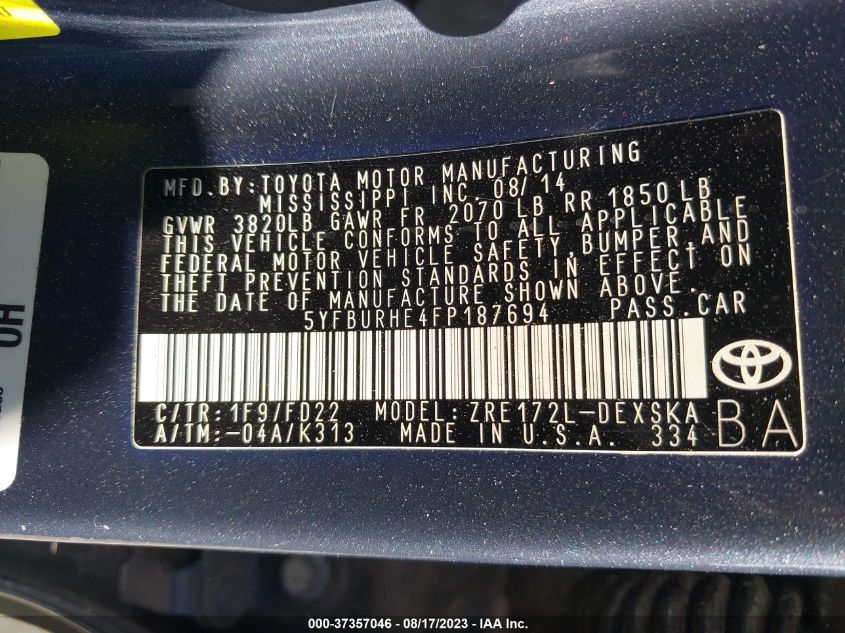 MFD. BY: TOYOTA MOTOR MANUFACTURING
MISSISSIPPI INC. 08/14
GVWR 3820LB GAWR FR 2070 LB RR 1850 LB
THIS VEHICLE CONFORMS TO ALL APPLICABLE
FEDERAL MOTOR VEHICLE SAFETY, BUMPER, AND
THEFT PREVENTION STANDARDS IN EFFECT ON
THE DATE OF MANUFACTURE SHOWN ABOVE.
5YFBURHE4FP187694 PASS. CAR
C/TR: 1F9/FD22 MODEL: ZRE172L-DEXSKA
A/TM: -04A/K313 MADE IN U.S.A. 334
BA
HO
000-37357046 - 08/17/2023 - IAA Inc.